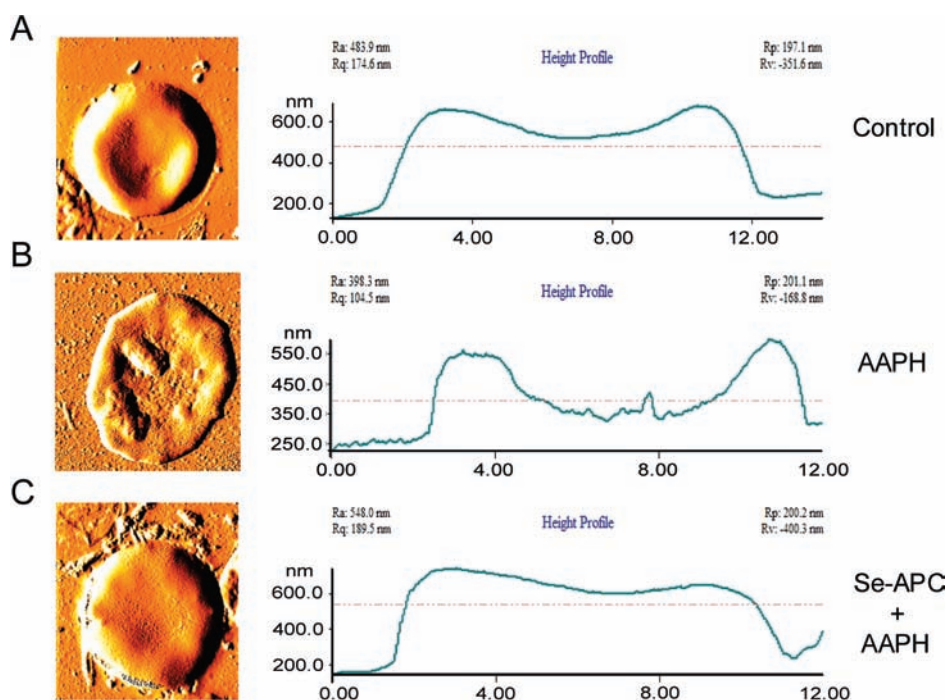 A
Ra: 483.9 nm
Rq: 174.6 nm
Height Profile
Rp: 197.1 nm
Rv: -351.6 nm
nm
600.0
400.0
200.0
0.00 4.00 8.00 12.00
Control
B
Ra: 398.3 nm
Rq: 104.5 nm
Height Profile
Rp: 201.1 nm
Rv: -168.8 nm
nm
550.0
450.0
350.0
250.0
0.00 4.00 8.00 12.00
AAPH
C
Ra: 548.0 nm
Rq: 189.5 nm
Height Profile
Rp: 200.2 nm
Rv: -400.3 nm
nm
600.0
400.0
200.0
0.00 4.00 8.00 12.00
Se-APC
+
AAPH